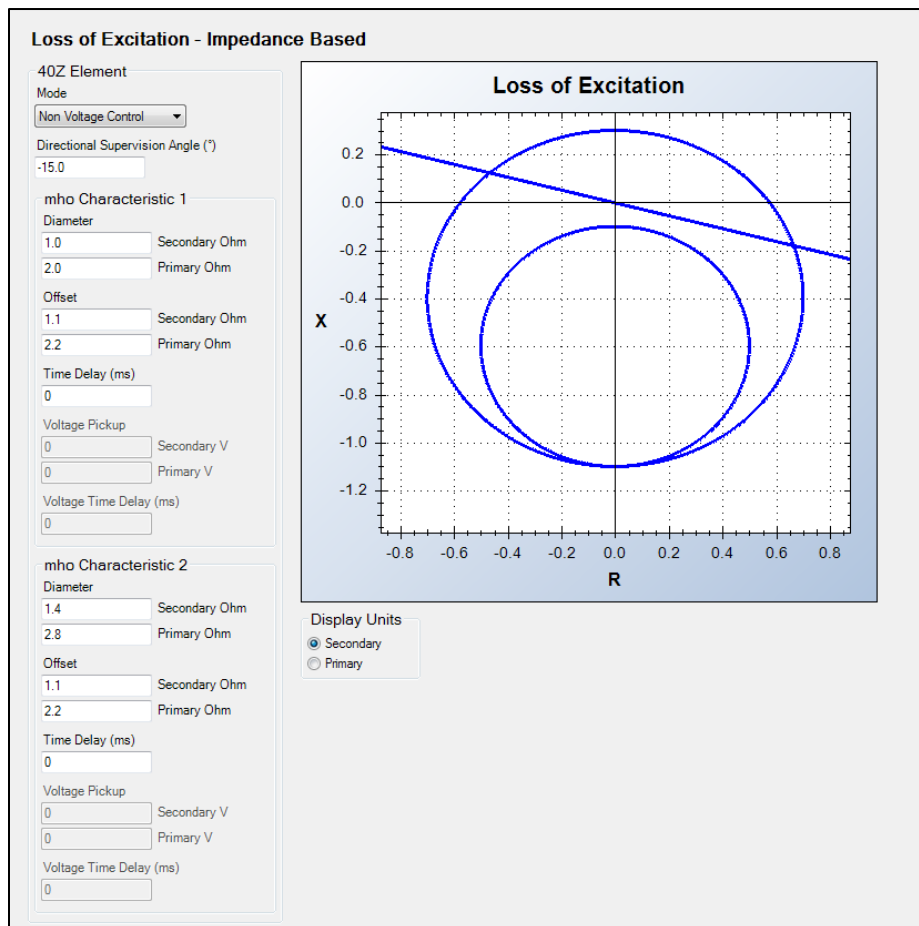 Loss of Excitation - Impedance Based
40Z Element
Mode
Non Voltage Control
Directional Supervision Angle (°)
-15.0
mho Characteristic 1
Diameter
1.0 Secondary Ohm
2.0 Primary Ohm
Offset
1.1 Secondary Ohm
2.2 Primary Ohm
Time Delay (ms)
0
Voltage Pickup
0 Secondary V
0 Primary V
Voltage Time Delay (ms)
0
mho Characteristic 2
Diameter
1.4 Secondary Ohm
2.8 Primary Ohm
Offset
1.1 Secondary Ohm
2.2 Primary Ohm
Time Delay (ms)
0
Voltage Pickup
0 Secondary V
0 Primary V
Voltage Time Delay (ms)
0
Loss of Excitation
0.2
0.0
-0.2
-0.4
X
-0.6
-0.8
-1.0
-1.2
-0.8 -0.6 -0.4 -0.2 0.0 0.2 0.4 0.6 0.8
R
Display Units
Secondary
Primary